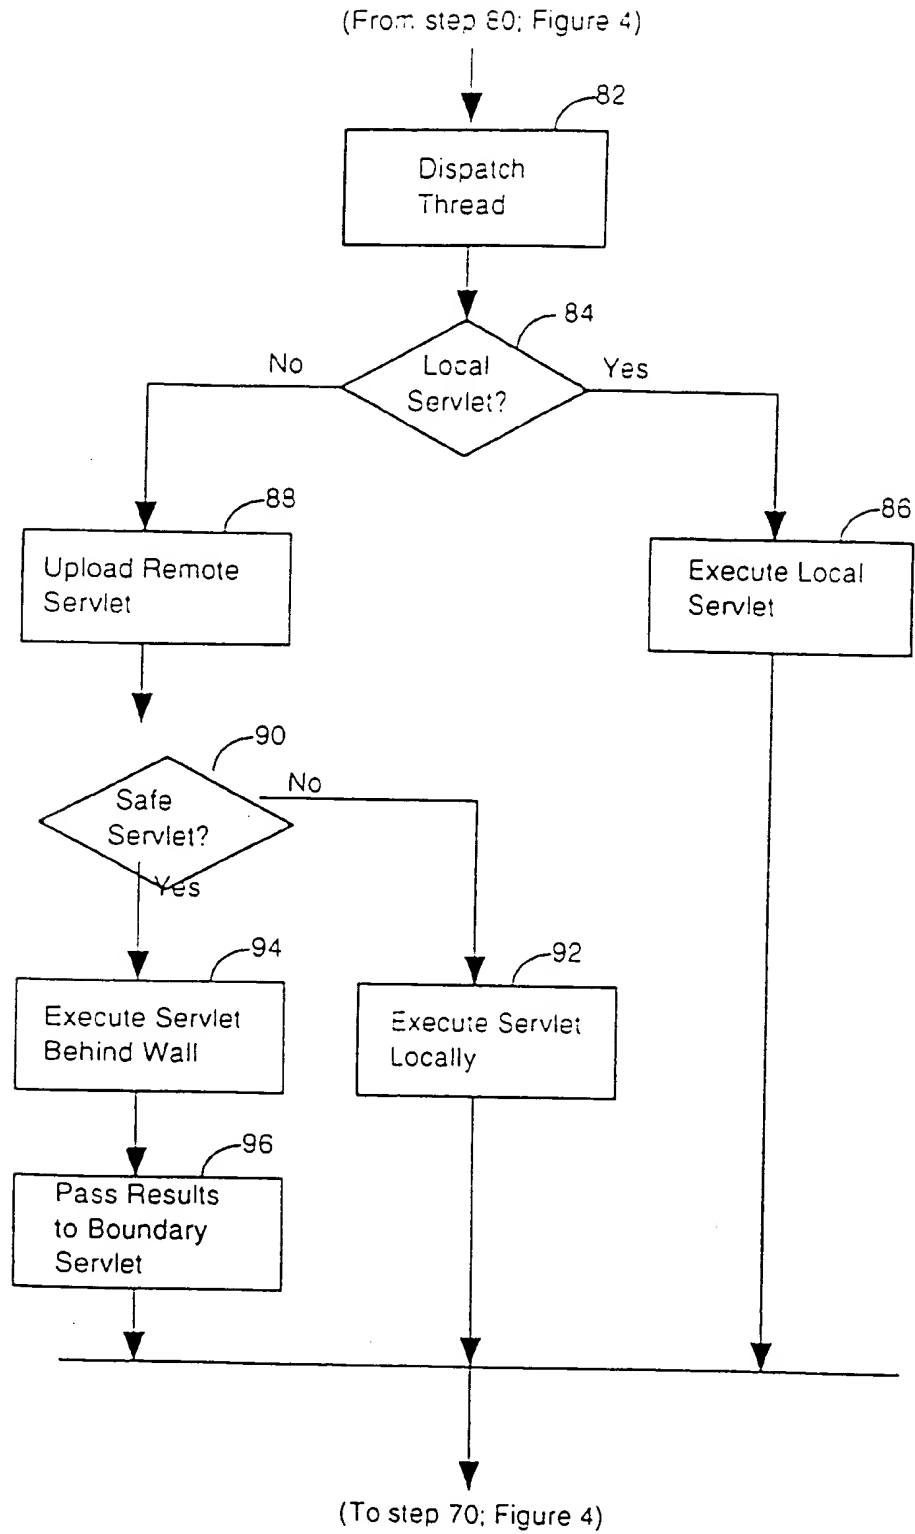 (From step 80; Figure 4)
82
Dispatch
Thread
84
Local
Servlet?
No
Yes
88
Upload Remote
Servlet
86
Execute Local
Servlet
90
Safe
Servlet?
No
Yes
94
Execute Servlet
Behind Wall
92
Execute Servlet
Locally
96
Pass Results
to Boundary
Servlet
(To step 70; Figure 4)